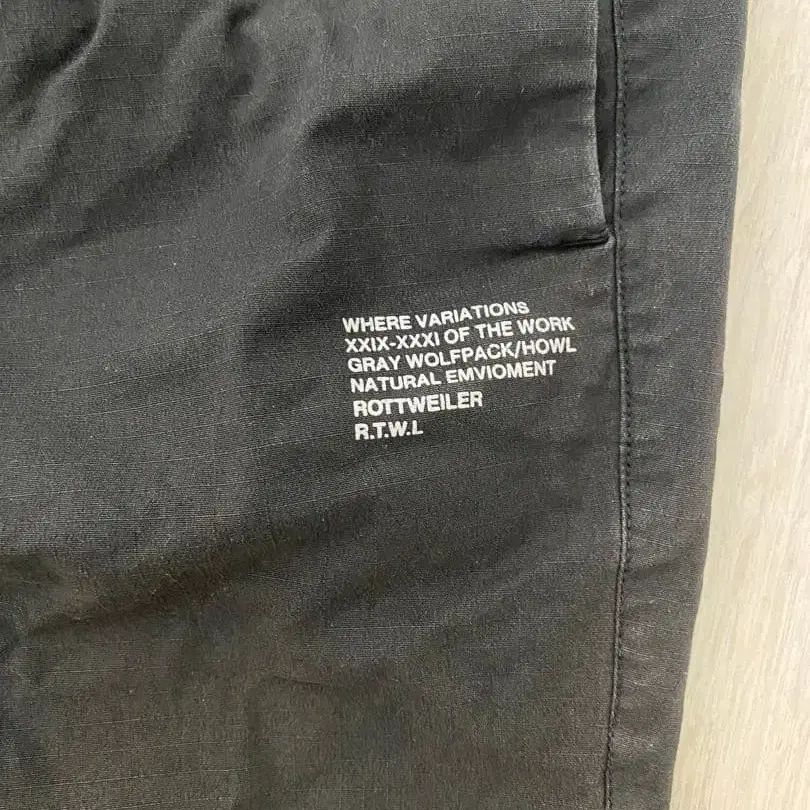 WHERE VARIATIONS
XXIX-XXXI OF THE WORK
GRAY WOLFPACK/HOWL
NATURAL EMVIOMENT
ROTTWEILER
R.T.W.L